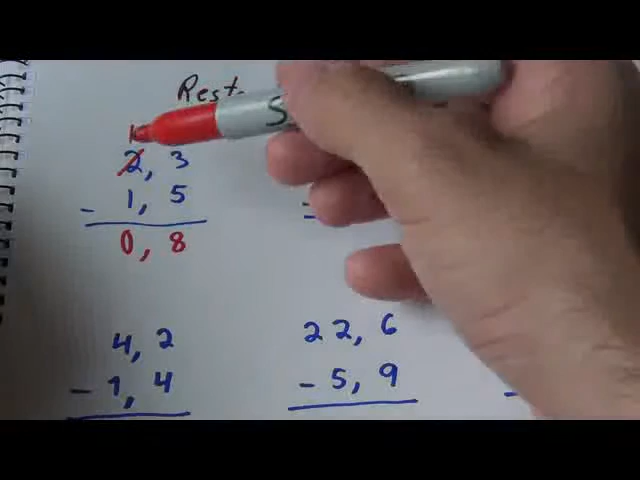 Rest
1
2, 3
- 1, 5
0, 8
-
4, 2
- 1, 4
22, 6
- 5, 9
-